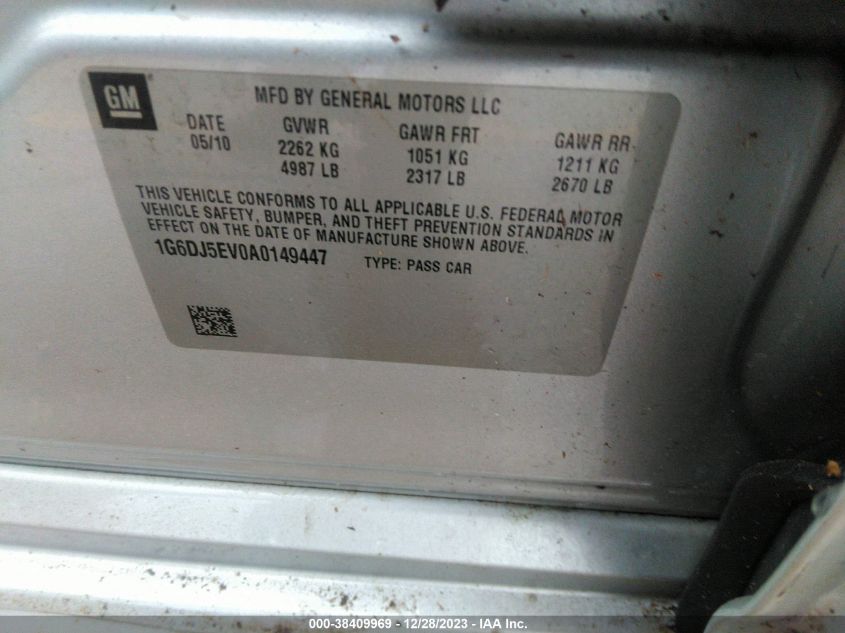 GM
MFD BY GENERAL MOTORS LLC
DATE GVWR GAWR FRT GAWR RR
05/10 2262 KG 1051 KG 1211 KG
4987 LB 2317 LB 2670 LB
THIS VEHICLE CONFORMS TO ALL APPLICABLE U.S. FEDERAL MOTOR
VEHICLE SAFETY, BUMPER, AND THEFT PREVENTION STANDARDS IN
EFFECT ON THE DATE OF MANUFACTURE SHOWN ABOVE.
1G6DJ5EV0A0149447 TYPE: PASS CAR
000-38409969 - 12/28/2023 - IAA Inc.